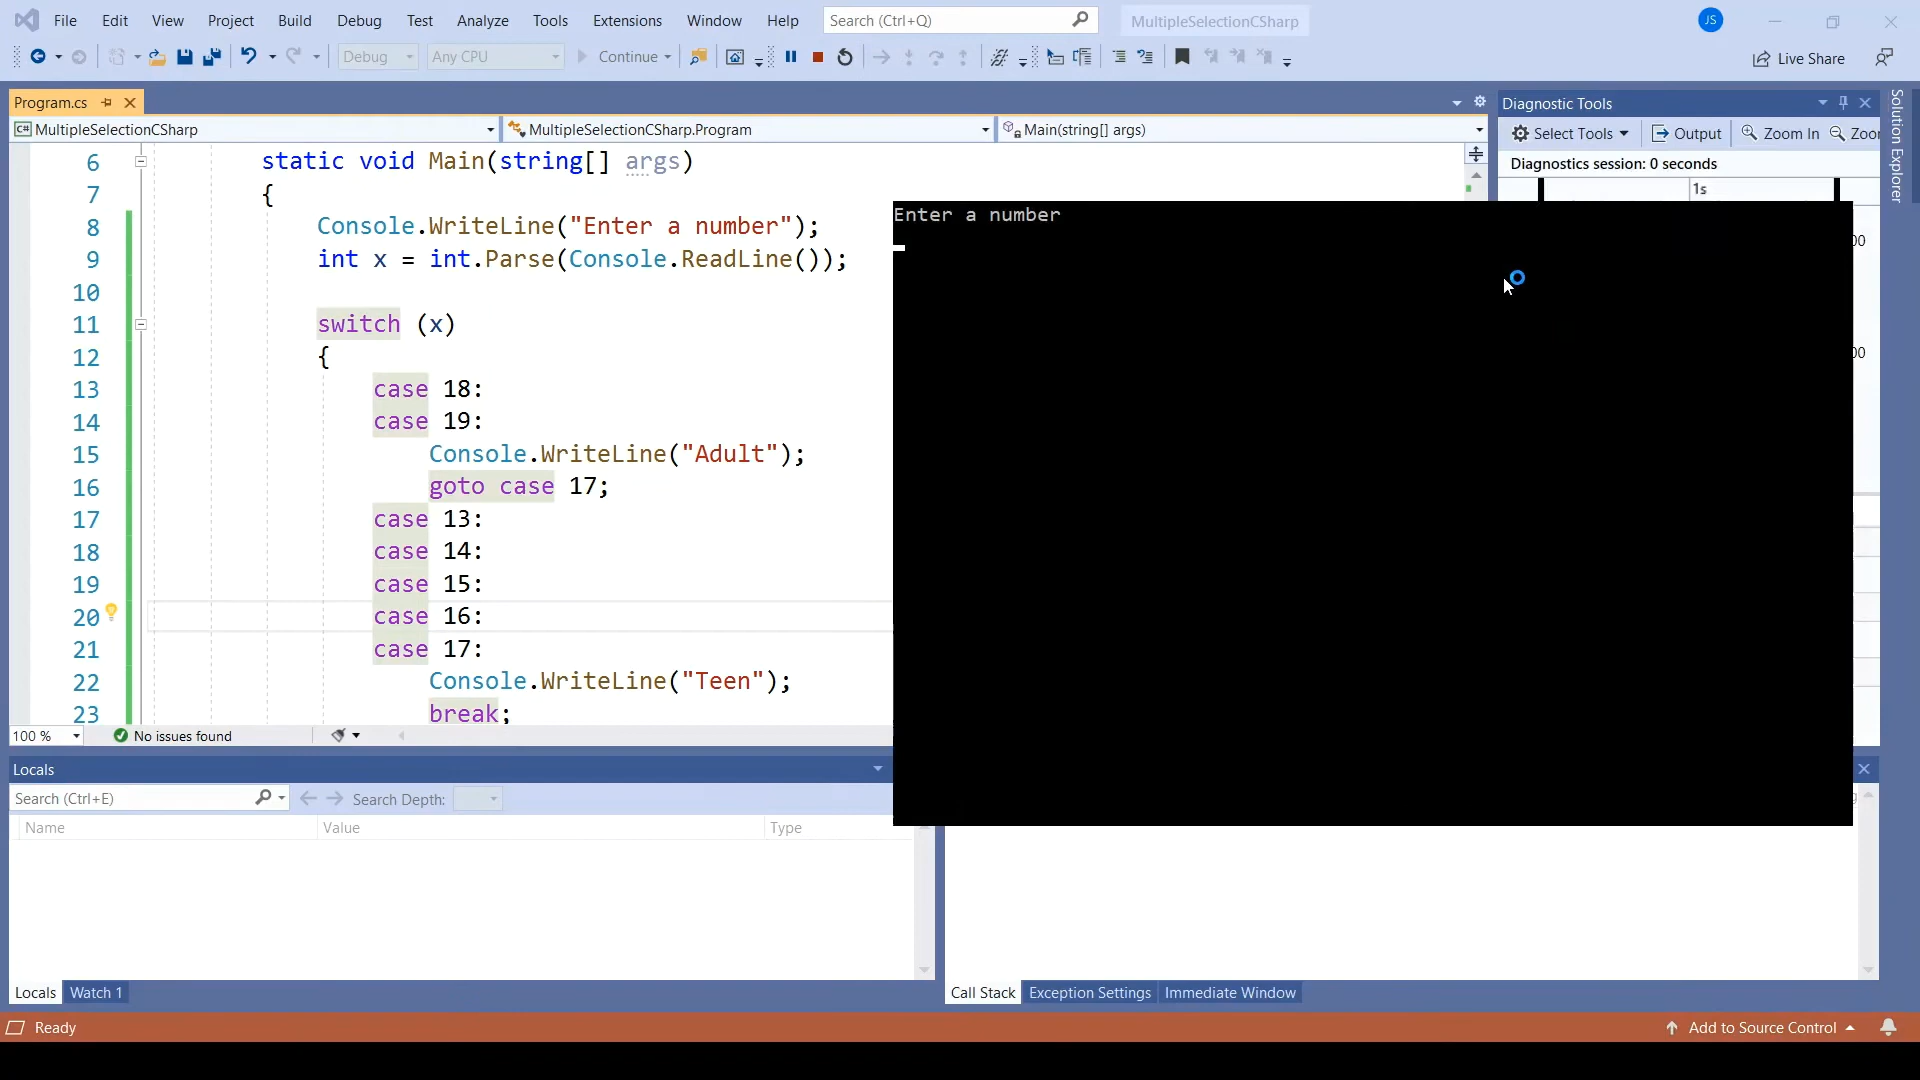 File Edit View Project Build Debug Test Analyze Tools Extensions Window Help Search (Ctrl+Q) MultipleSelectionCSharp JS
Debug Any CPU Continue Live Share
Program.cs
MultipleSelectionCSharp MultipleSelectionCSharp.Program Main(string[] args)
6 static void Main(string[] args)
7 {
8 Console.WriteLine("Enter a number");
9 int x = int.Parse(Console.ReadLine());
10
11 switch (x)
12 {
13 case 18:
14 case 19:
15 Console.WriteLine("Adult");
16 goto case 17;
17 case 13:
18 case 14:
19 case 15:
20 case 16:
21 case 17:
22 Console.WriteLine("Teen");
23 break;
100 % No issues found
Enter a number
Diagnostic Tools
Select Tools Output Zoom In
Diagnostics session: 0 seconds
1s
Solution Explorer
Locals
Search (Ctrl+E) Search Depth:
Name Value Type
Locals Watch 1
Call Stack Exception Settings Immediate Window
Ready Add to Source Control